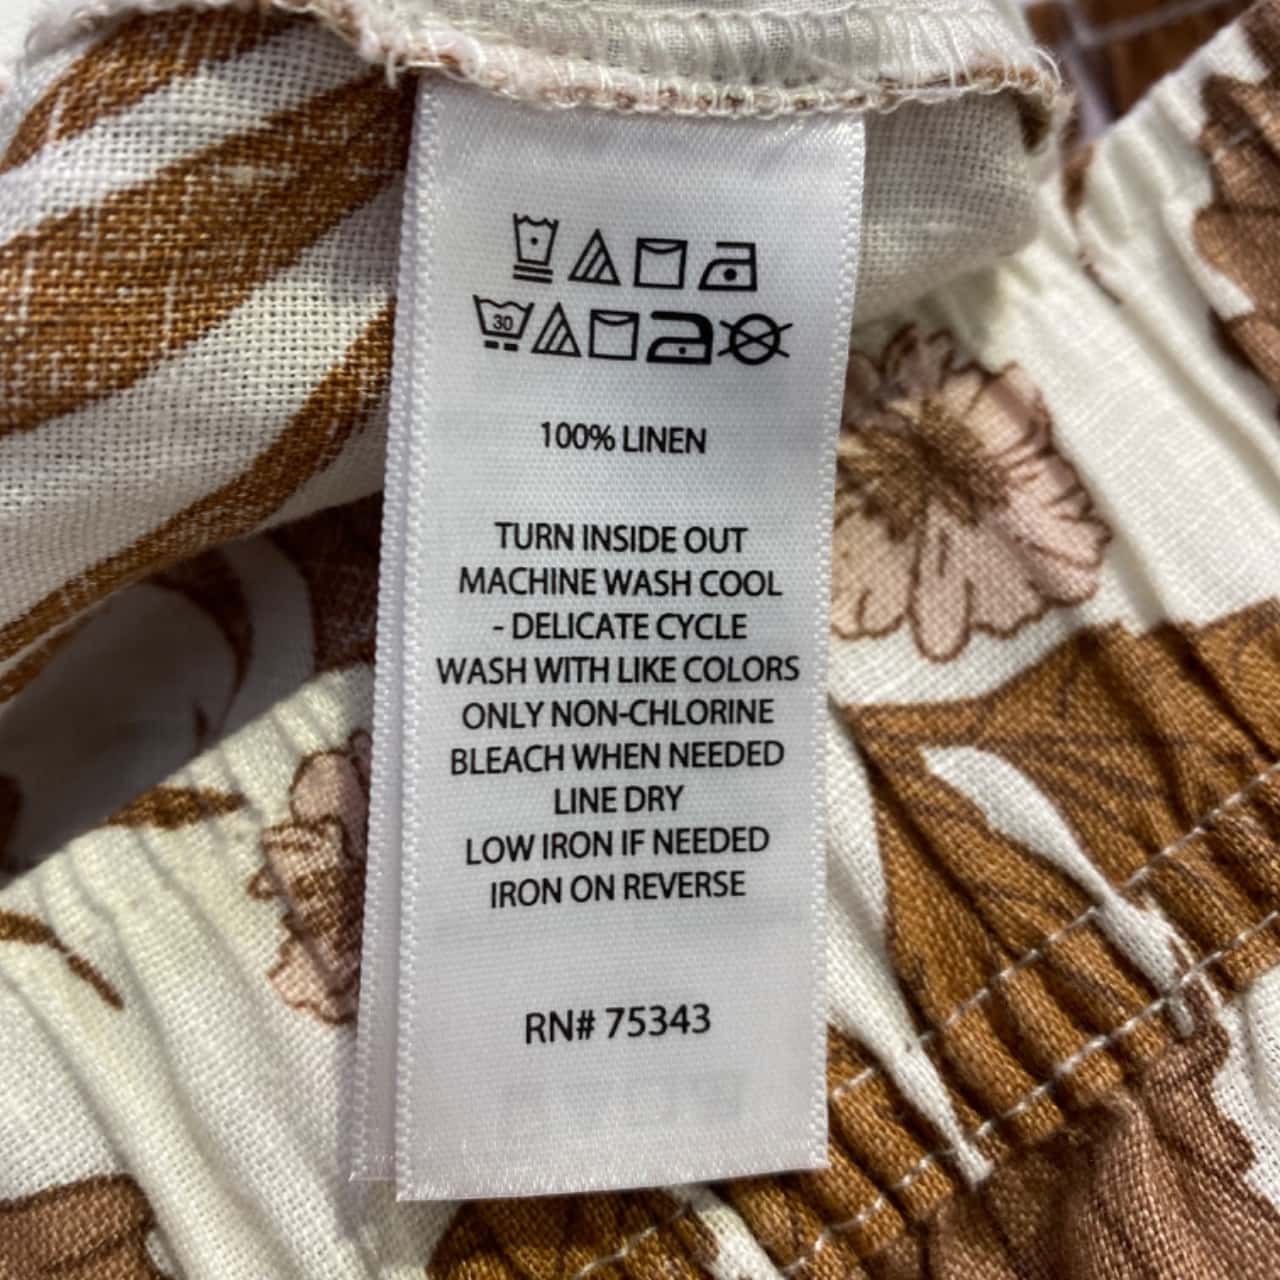 30
100% LINEN
TURN INSIDE OUT
MACHINE WASH COOL
- DELICATE CYCLE
WASH WITH LIKE COLORS
ONLY NON-CHLORINE
BLEACH WHEN NEEDED
LINE DRY
LOW IRON IF NEEDED
IRON ON REVERSE
RN# 75343